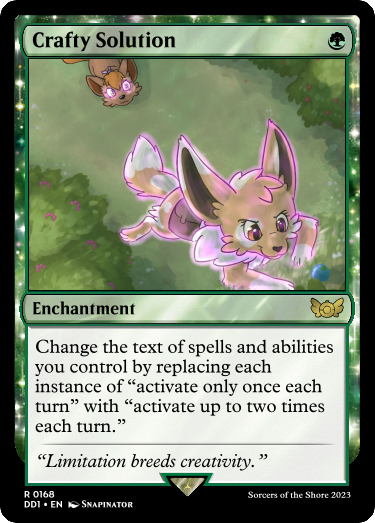 Crafty Solution
Enchantment
Change the text of spells and abilities
you control by replacing each
instance of “activate only once each
turn” with “activate up to two times
each turn.”
“Limitation breeds creativity.”
R 0168
DD1 • EN Snapinator
Sorcers of the Shore 2023